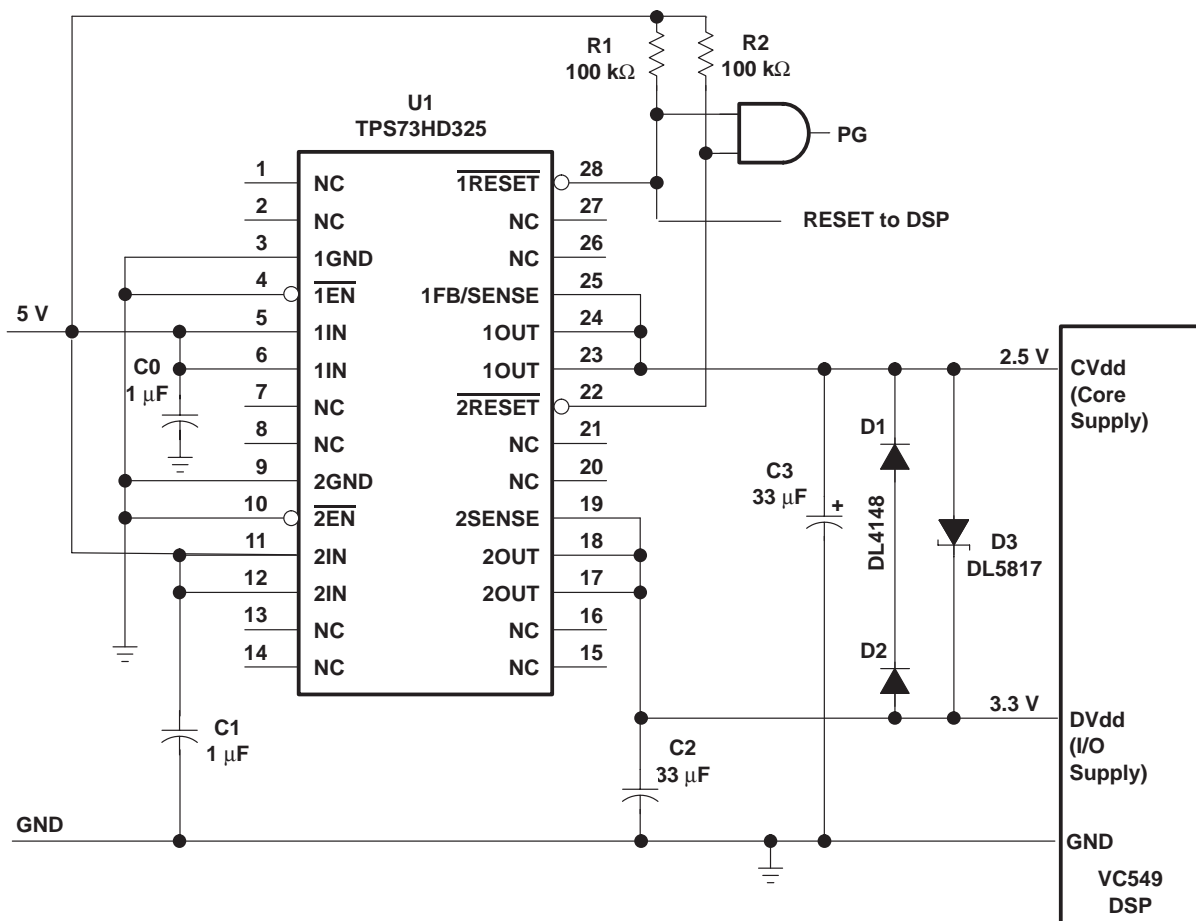 R1
100 kΩ
R2
100 kΩ
U1
TPS73HD325
PG
1
NC
2
NC
3
1GND
4
1EN
5
1IN
6
1IN
7
NC
8
NC
9
2GND
10
2EN
11
2IN
12
2IN
13
NC
14
NC
1RESET
28
NC
27
NC
26
1FB/SENSE
25
1OUT
24
1OUT
23
2RESET
22
NC
21
NC
20
2SENSE
19
2OUT
18
2OUT
17
NC
16
NC
15
RESET to DSP
5 V
C0
1 μF
C1
1 μF
GND
C3
33 μF
+
D1
DL4148
D2
D3
DL5817
C2
33 μF
2.5 V
CVdd
(Core
Supply)
3.3 V
DVdd
(I/O
Supply)
GND
VC549
DSP